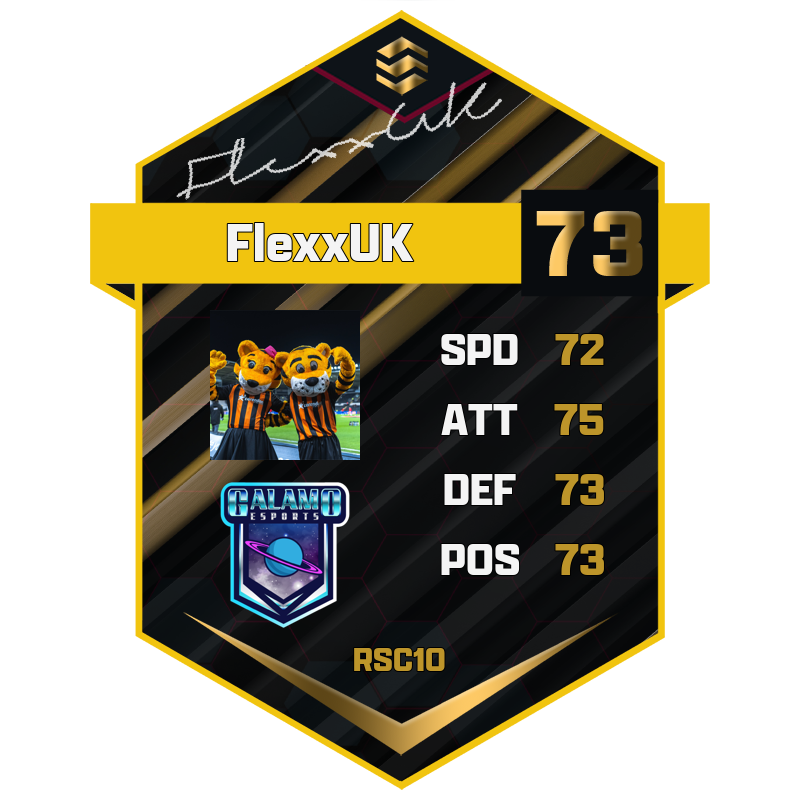 FlexxUK
FlexxUK 73
SPD 72
ATT 75
DEF 73
POS 73
GALAMO
ESPORTS
RSC10